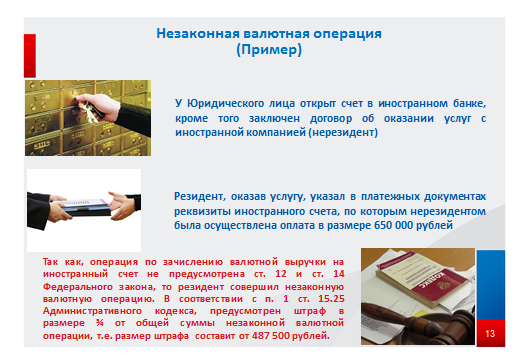 Незаконная валютная операция
(Пример)
У Юридического лица открыт счет в иностранном банке,
кроме того заключен договор об оказании услуг с
иностранной компанией (нерезидент)
Резидент, оказав услугу, указал в платежных документах
реквизиты иностранного счета, по которым нерезидентом
была осуществлена оплата в размере 650 000 рублей
Так как, операция по зачислению валютной выручки на
иностранный счет не предусмотрена ст. 12 и ст. 14
Федерального закона, то резидент совершил незаконную
валютную операцию. В соответствии с п. 1 ст. 15.25
Административного кодекса, предусмотрен штраф в
размере ¾ от общей суммы незаконной валютной
операции, т.е. размер штрафа составит от 487 500 рублей.
КОДЕКС
13